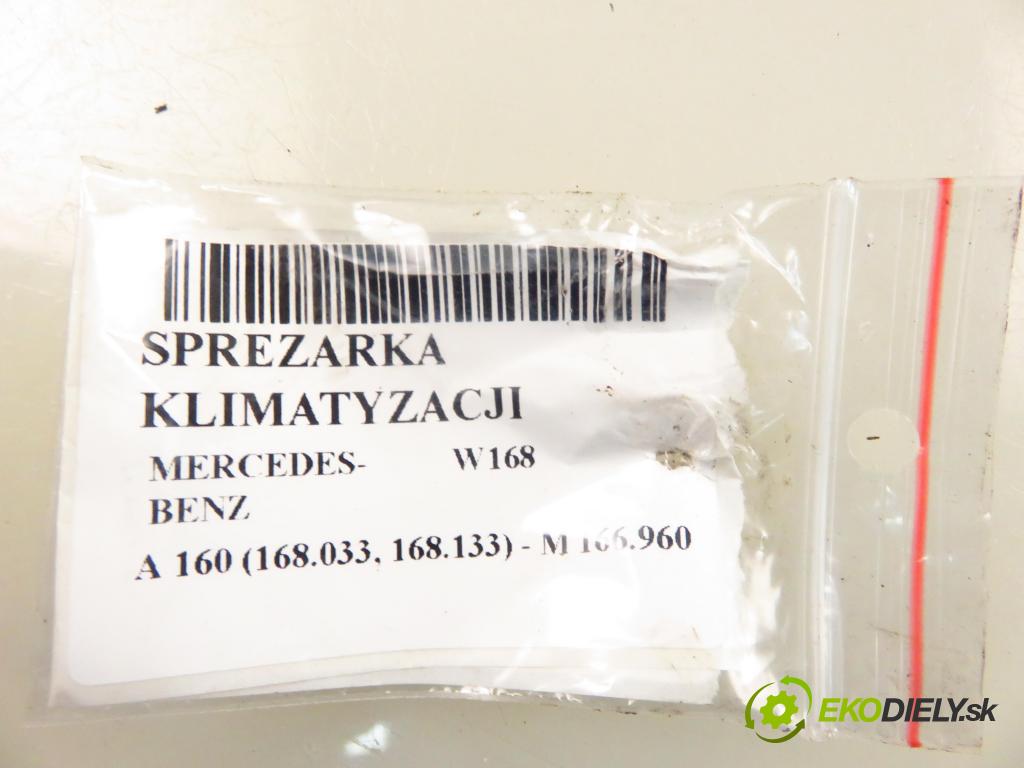 SPREZARKA
KLIMATYZACJI
MERCEDES- W168
BENZ
A 160 (168.033, 168.133) - M 166.960
EKODIELY.sk